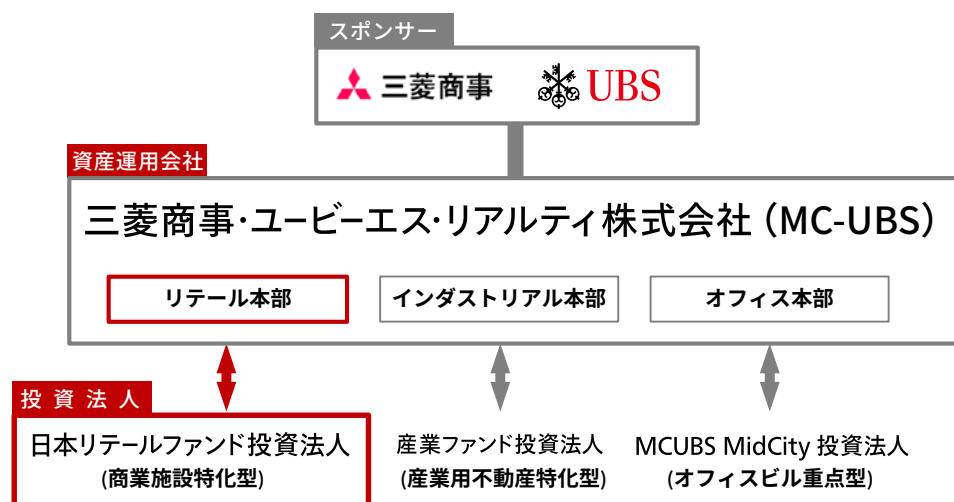 スポンサー
三菱商事 UBS
資産運用会社
三菱商事・ユービーエス・リアルティ株式会社（MC-UBS）
リテール本部 インダストリアル本部 オフィス本部
投資法人
日本リテールファンド投資法人 産業ファンド投資法人 MCUBS MidCity 投資法人
(商業施設特化型) (産業用不動産特化型) (オフィスビル重点型)